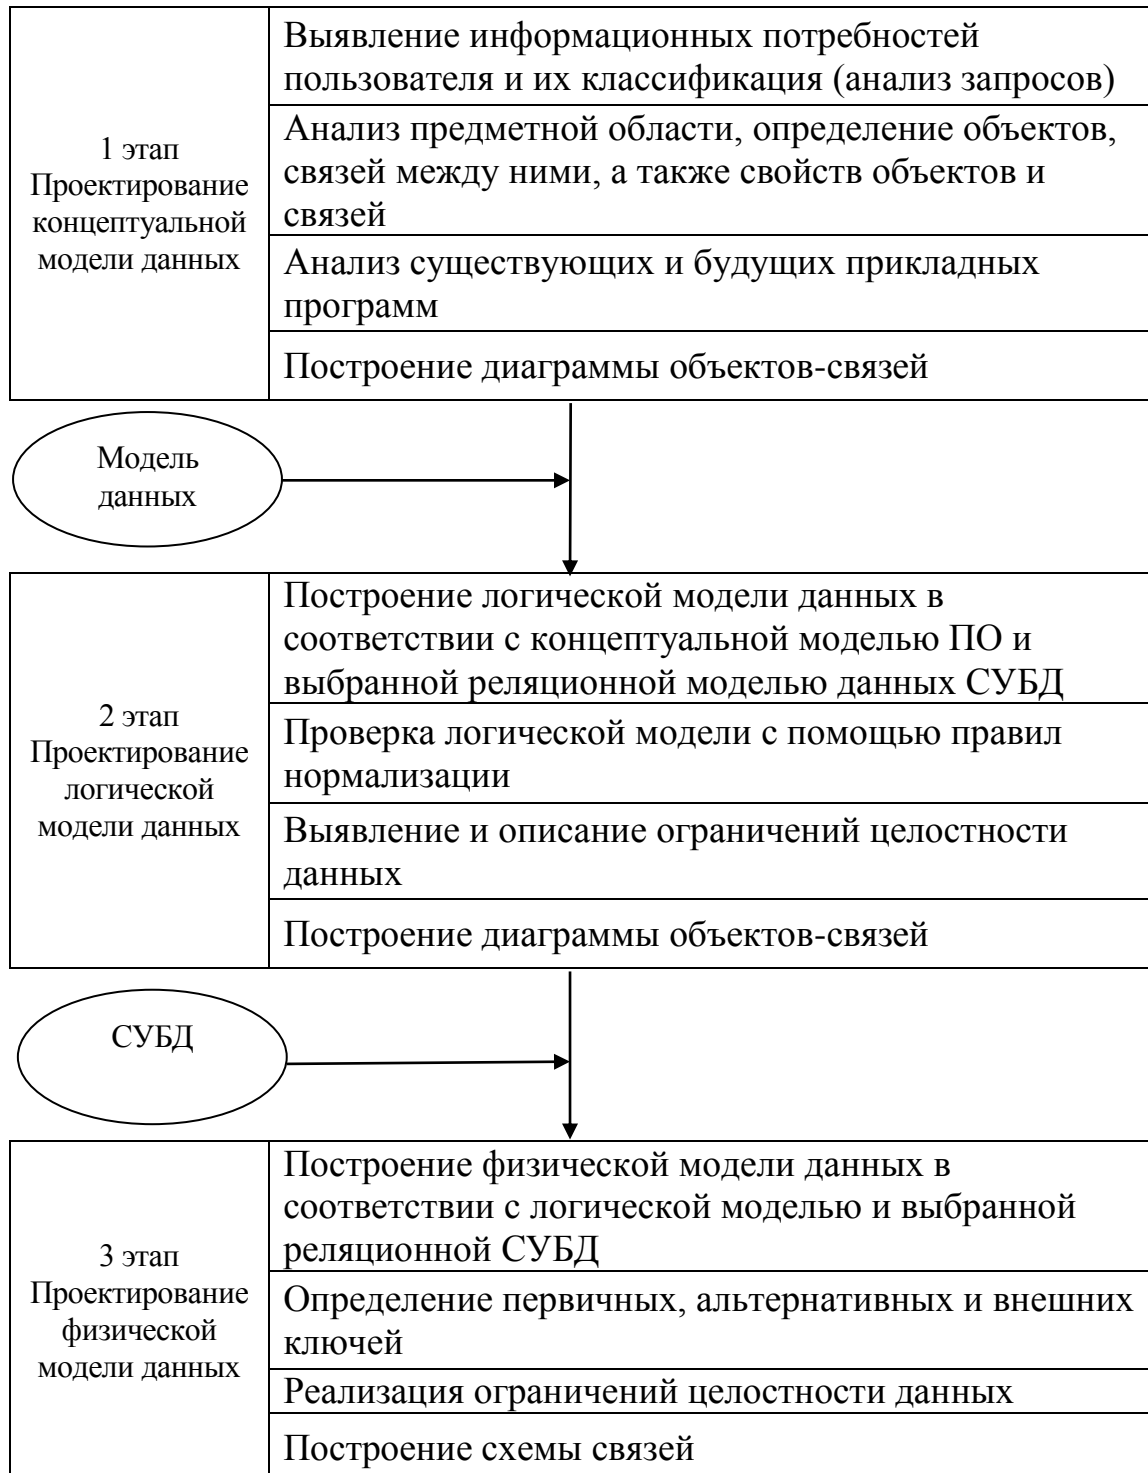 1 этап
Проектирование
концептуальной
модели данных
Выявление информационных потребностей
пользователя и их классификация (анализ запросов)
Анализ предметной области, определение объектов,
связей между ними, а также свойств объектов и
связей
Анализ существующих и будущих прикладных
программ
Построение диаграммы объектов-связей
Модель
данных
2 этап
Проектирование
логической
модели данных
Построение логической модели данных в
соответствии с концептуальной моделью ПО и
выбранной реляционной моделью данных СУБД
Проверка логической модели с помощью правил
нормализации
Выявление и описание ограничений целостности
данных
Построение диаграммы объектов-связей
СУБД
3 этап
Проектирование
физической
модели данных
Построение физической модели данных в
соответствии с логической моделью и выбранной
реляционной СУБД
Определение первичных, альтернативных и внешних
ключей
Реализация ограничений целостности данных
Построение схемы связей